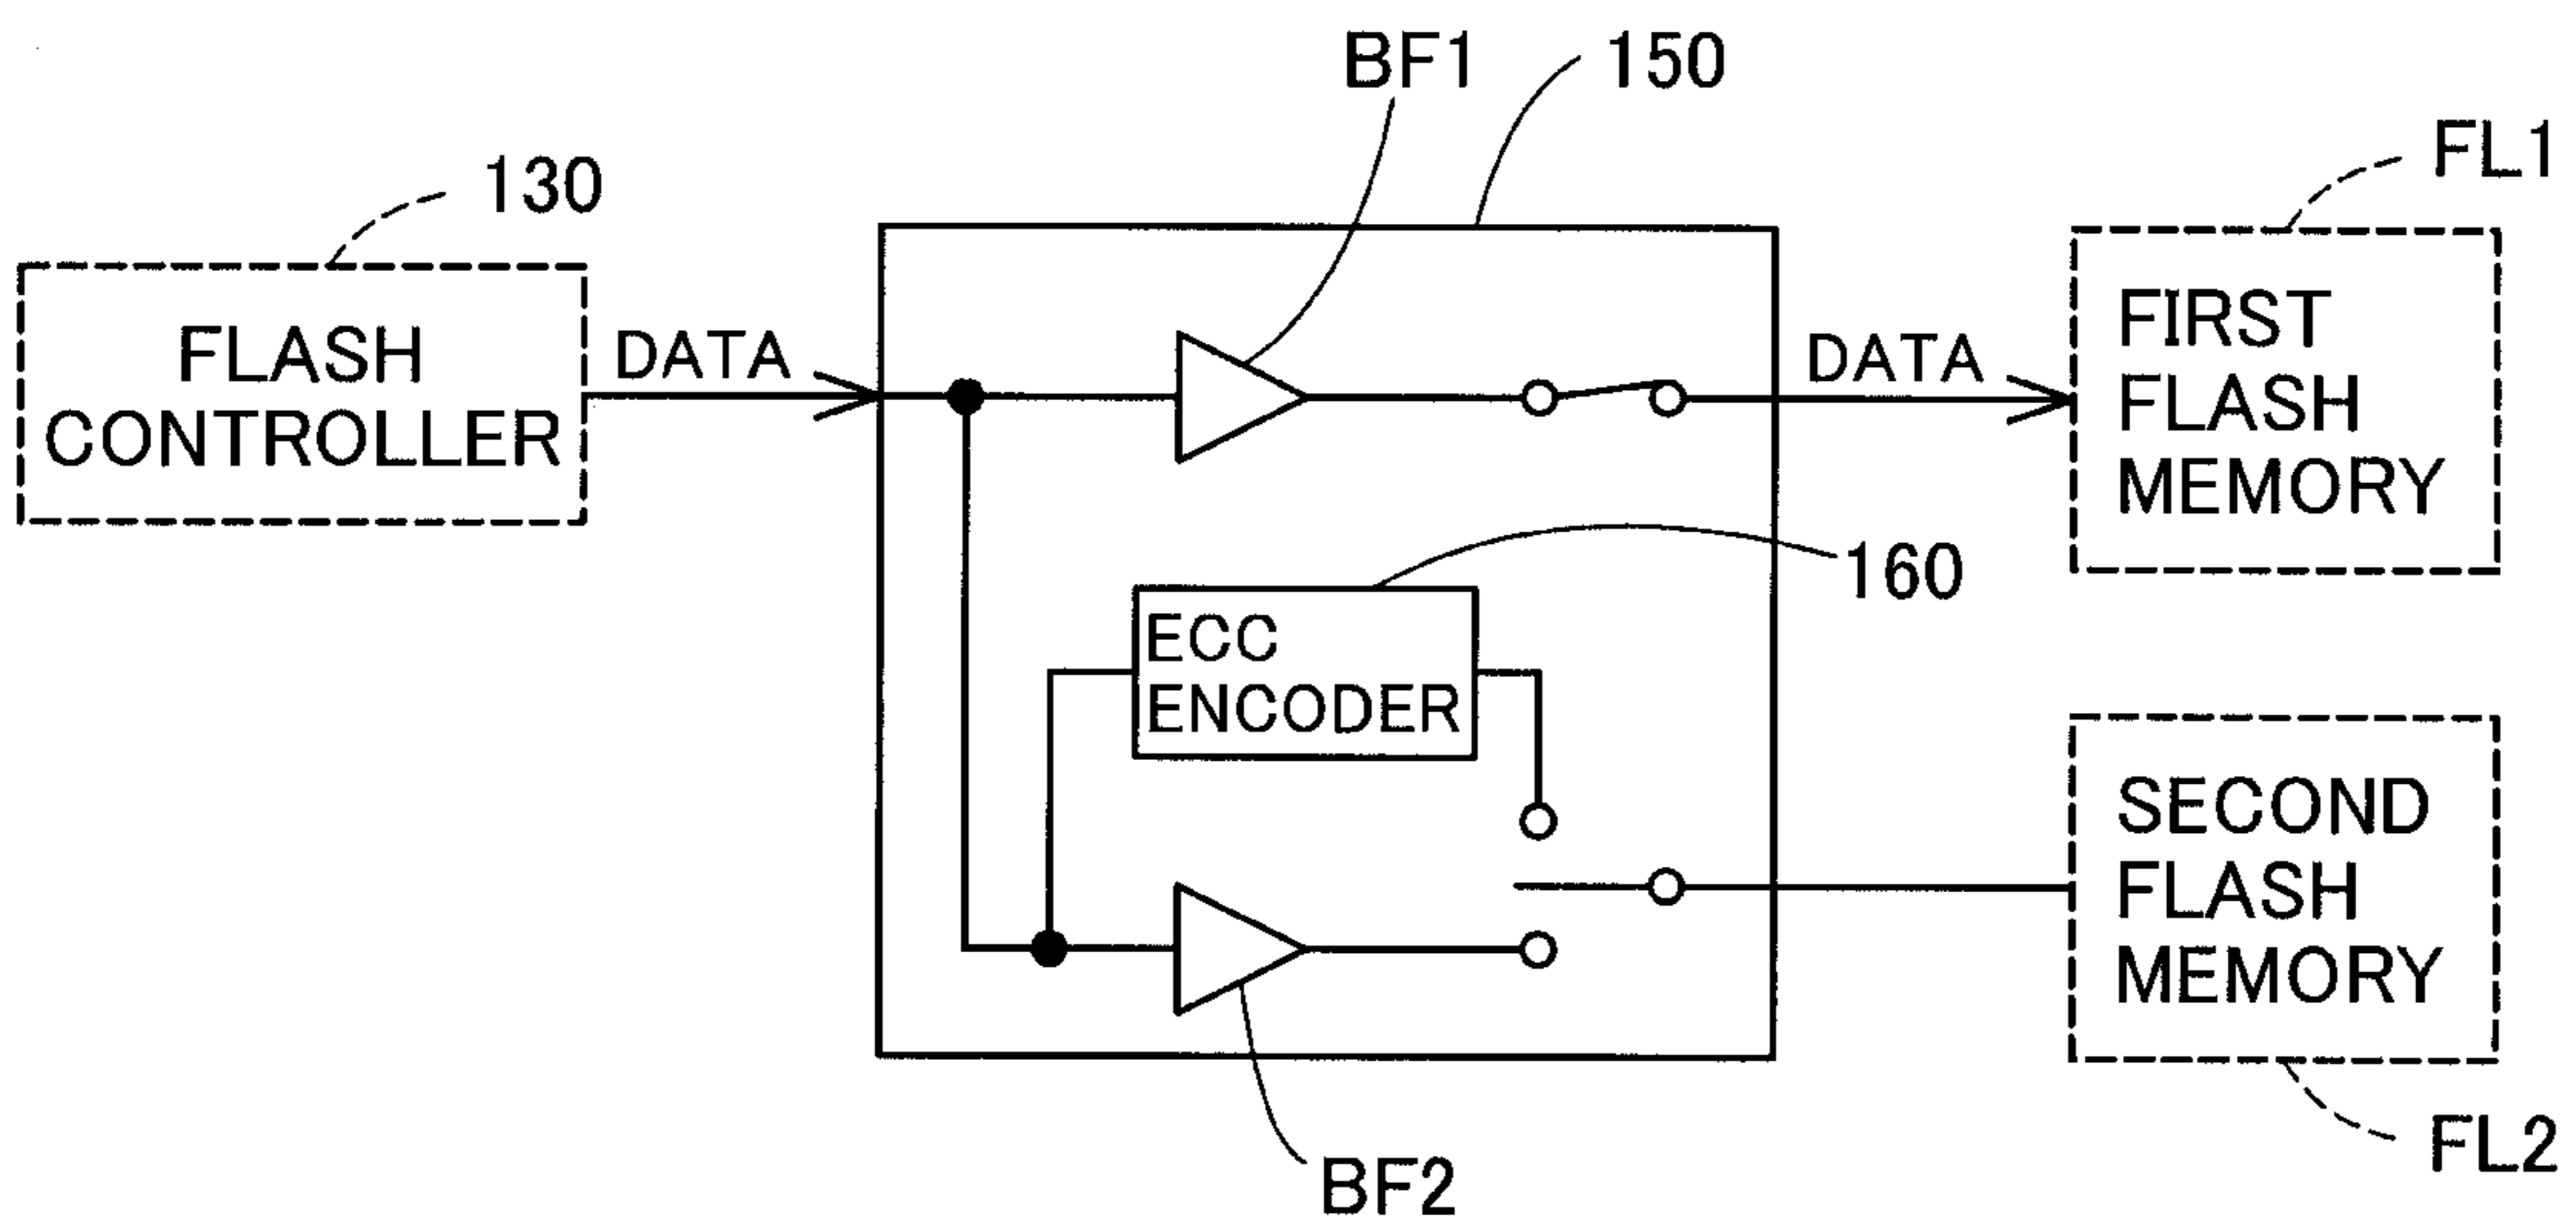 BF1
150
FL1
130
FLASH
CONTROLLER
DATA
DATA
FIRST
FLASH
MEMORY
160
ECC
ENCODER
SECOND
FLASH
MEMORY
BF2
FL2